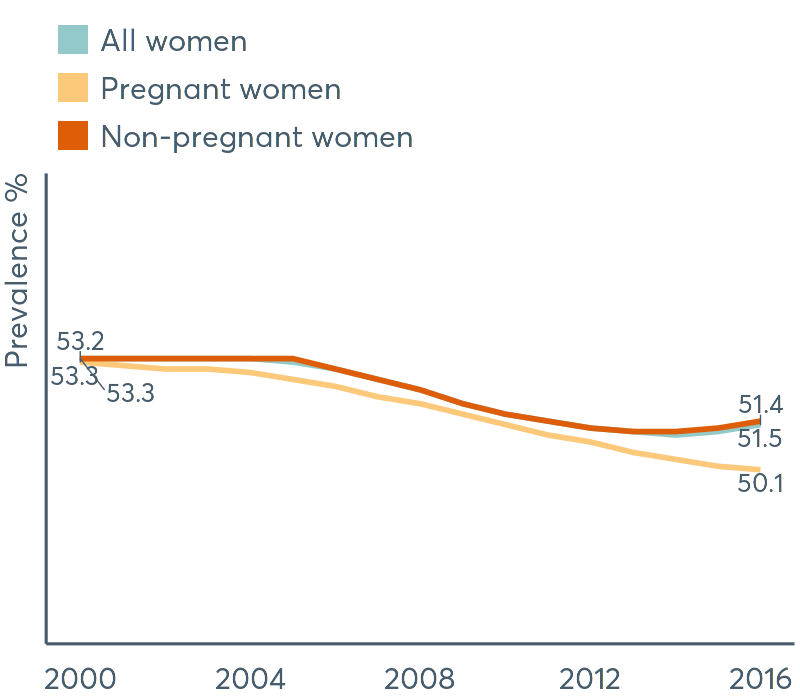 All women
Pregnant women
Non-pregnant women
Prevalence %
53.2
53.3
53.3
51.4
51.5
50.1
2000 2004 2008 2012 2016